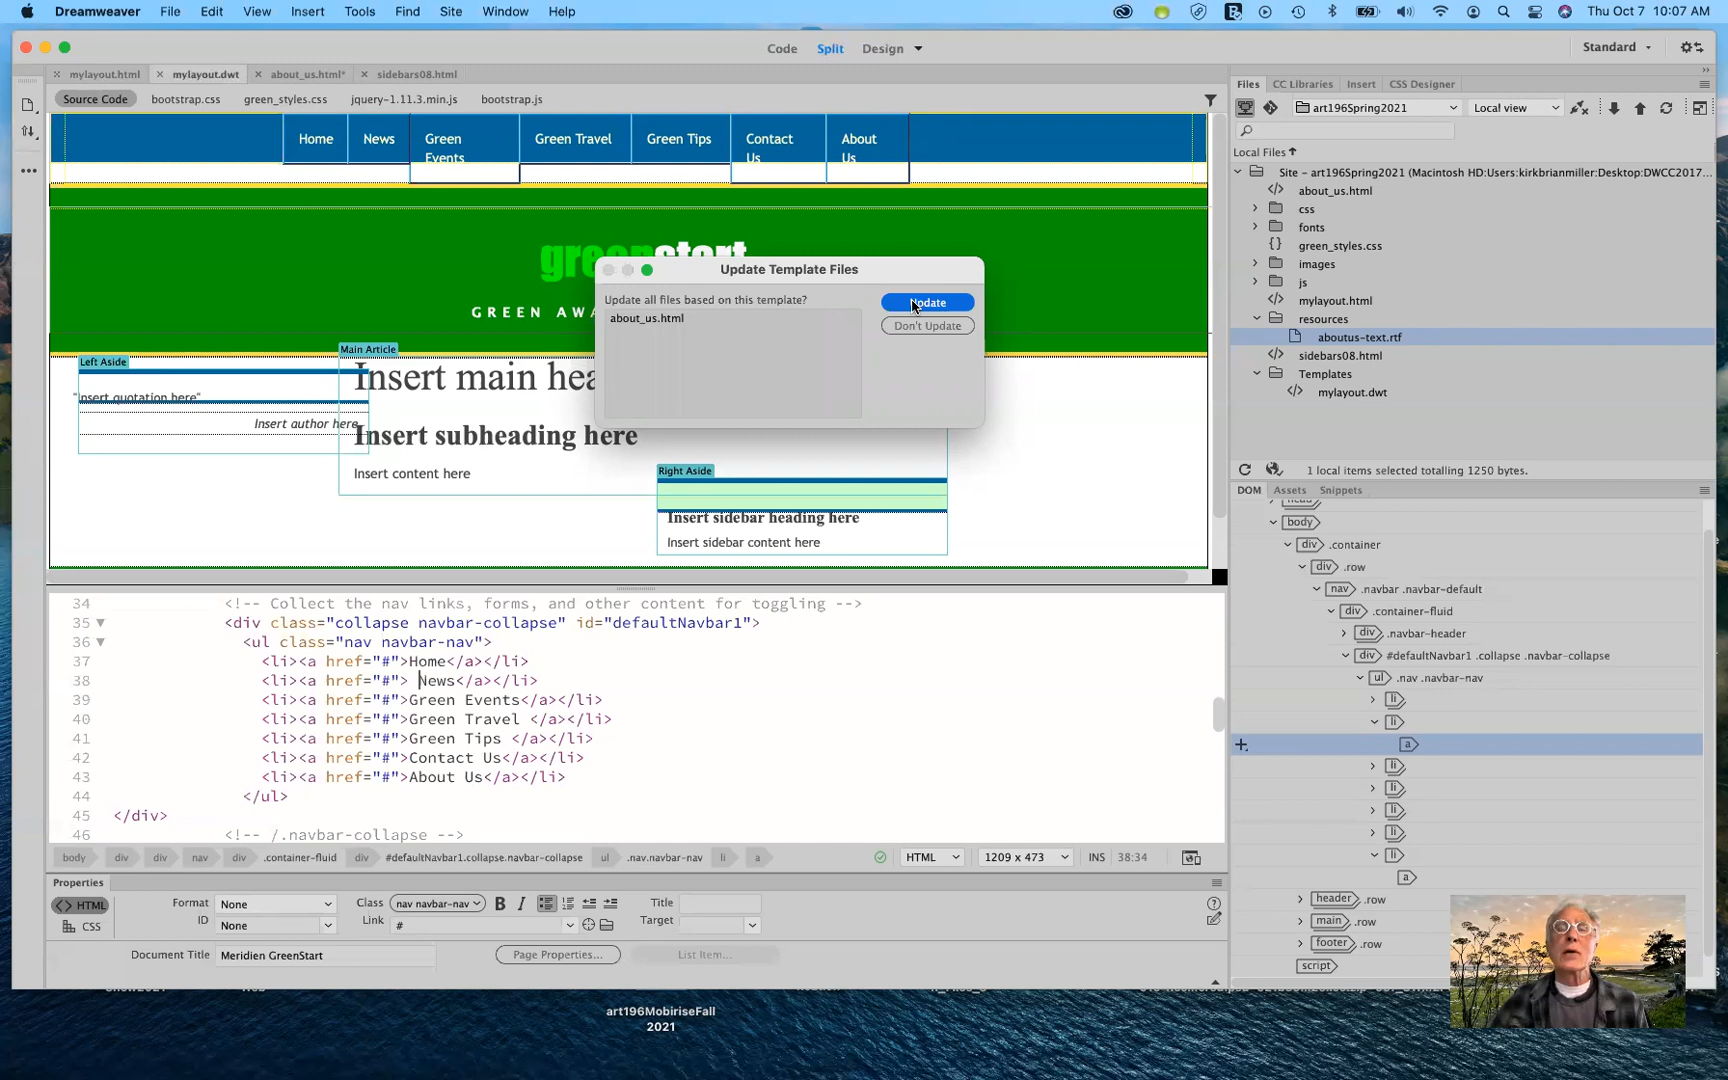 Dreamweaver File Edit View Insert Tools Find Site Window Help Thu Oct 7 10:07 AM
Code Split Design Standard
mylayout.html mylayout.dwt about_us.html* sidebars08.html
Source Code bootstrap.css green_styles.css jquery-1.11.3.min.js bootstrap.js
Home News Green Events Green Travel Green Tips Contact Us About Us
greenstart
GREEN AWA
Update Template Files
Update all files based on this template?
about_us.html
Update
Don't Update
Left Aside
"Insert quotation here"
Insert author here
Main Article
Insert main hea
Insert subheading here
Insert content here
Right Aside
Insert sidebar heading here
Insert sidebar content here
34 <!-- Collect the nav links, forms, and other content for toggling -->
35 <div class="collapse navbar-collapse" id="defaultNavbar1">
36 <ul class="nav navbar-nav">
37 <li><a href="#">Home</a></li>
38 <li><a href="#"> News</a></li>
39 <li><a href="#">Green Events</a></li>
40 <li><a href="#">Green Travel </a></li>
41 <li><a href="#">Green Tips </a></li>
42 <li><a href="#">Contact Us</a></li>
43 <li><a href="#">About Us</a></li>
44 </ul>
45 </div>
46 <!-- /.navbar-collapse -->
body div div nav div .container-fluid div #defaultNavbar1.collapse.navbar-collapse ul .nav.navbar-nav li a HTML 1209 x 473 INS 38:34
Properties
HTML Format None Class nav navbar-nav B I Title
CSS ID None Link # Target
Document Title Meridien GreenStart Page Properties... List Item...
Files CC Libraries Insert CSS Designer
art196Spring2021 Local view
Local Files
Site - art196Spring2021 (Macintosh HD:Users:kirkbrianmiller:Desktop:DWCC2017...
about_us.html
css
fonts
green_styles.css
images
js
mylayout.html
resources
aboutus-text.rtf
sidebars08.html
Templates
mylayout.dwt
1 local items selected totalling 1250 bytes.
DOM Assets Snippets
head
body
div .container
div .row
nav .navbar .navbar-default
div .container-fluid
div .navbar-header
div #defaultNavbar1 .collapse .navbar-collapse
ul .nav .navbar-nav
li
li
a
li
li
li
li
li
a
header .row
main .row
footer .row
script
art196MobiriseFall
2021